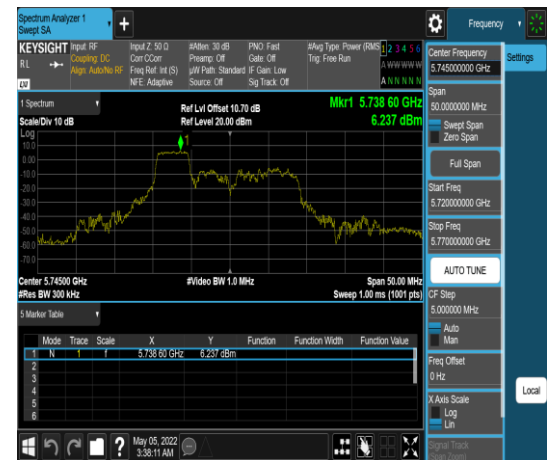 Spectrum Analyzer 1
Swept SA
Frequency
KEYSIGHT
RL
LXI
Input: RF
Coupling: DC
Align: Auto/No RF
Input Z: 50 Ω
Corr CCorr
Freq Ref: Int (S)
NFE: Adaptive
#Atten: 30 dB
Preamp: Off
µW Path: Standard
Source: Off
PNO: Fast
Gate: Off
IF Gain: Low
Sig Track: Off
#Avg Type: Power (RMS
Trig: Free Run
1 2 3 4 5 6
A W W W W W
A N N N N N
Settings
Center Frequency
5.745000000 GHz
Span
50.0000000 MHz
Swept Span
Zero Span
Full Span
Start Freq
5.720000000 GHz
Stop Freq
5.770000000 GHz
AUTO TUNE
CF Step
5.000000 MHz
Auto
Man
Freq Offset
0 Hz
X Axis Scale
Log
Lin
Signal Track
(Span Zoom)
Local
1 Spectrum
Scale/Div 10 dB
Ref Lvl Offset 10.70 dB
Ref Level 20.00 dBm
Mkr1 5.738 60 GHz
6.237 dBm
Log
10.0
0.00
-10.0
-20.0
-30.0
-40.0
-50.0
-60.0
-70.0
1
Center 5.74500 GHz
#Res BW 300 kHz
#Video BW 1.0 MHz
Span 50.00 MHz
Sweep 1.00 ms (1001 pts)
5 Marker Table
Mode Trace Scale X Y Function Function Width Function Value
1 N 1 f 5.738 60 GHz 6.237 dBm
2
3
4
5
6
?
May 05, 2022
3:38:11 AM